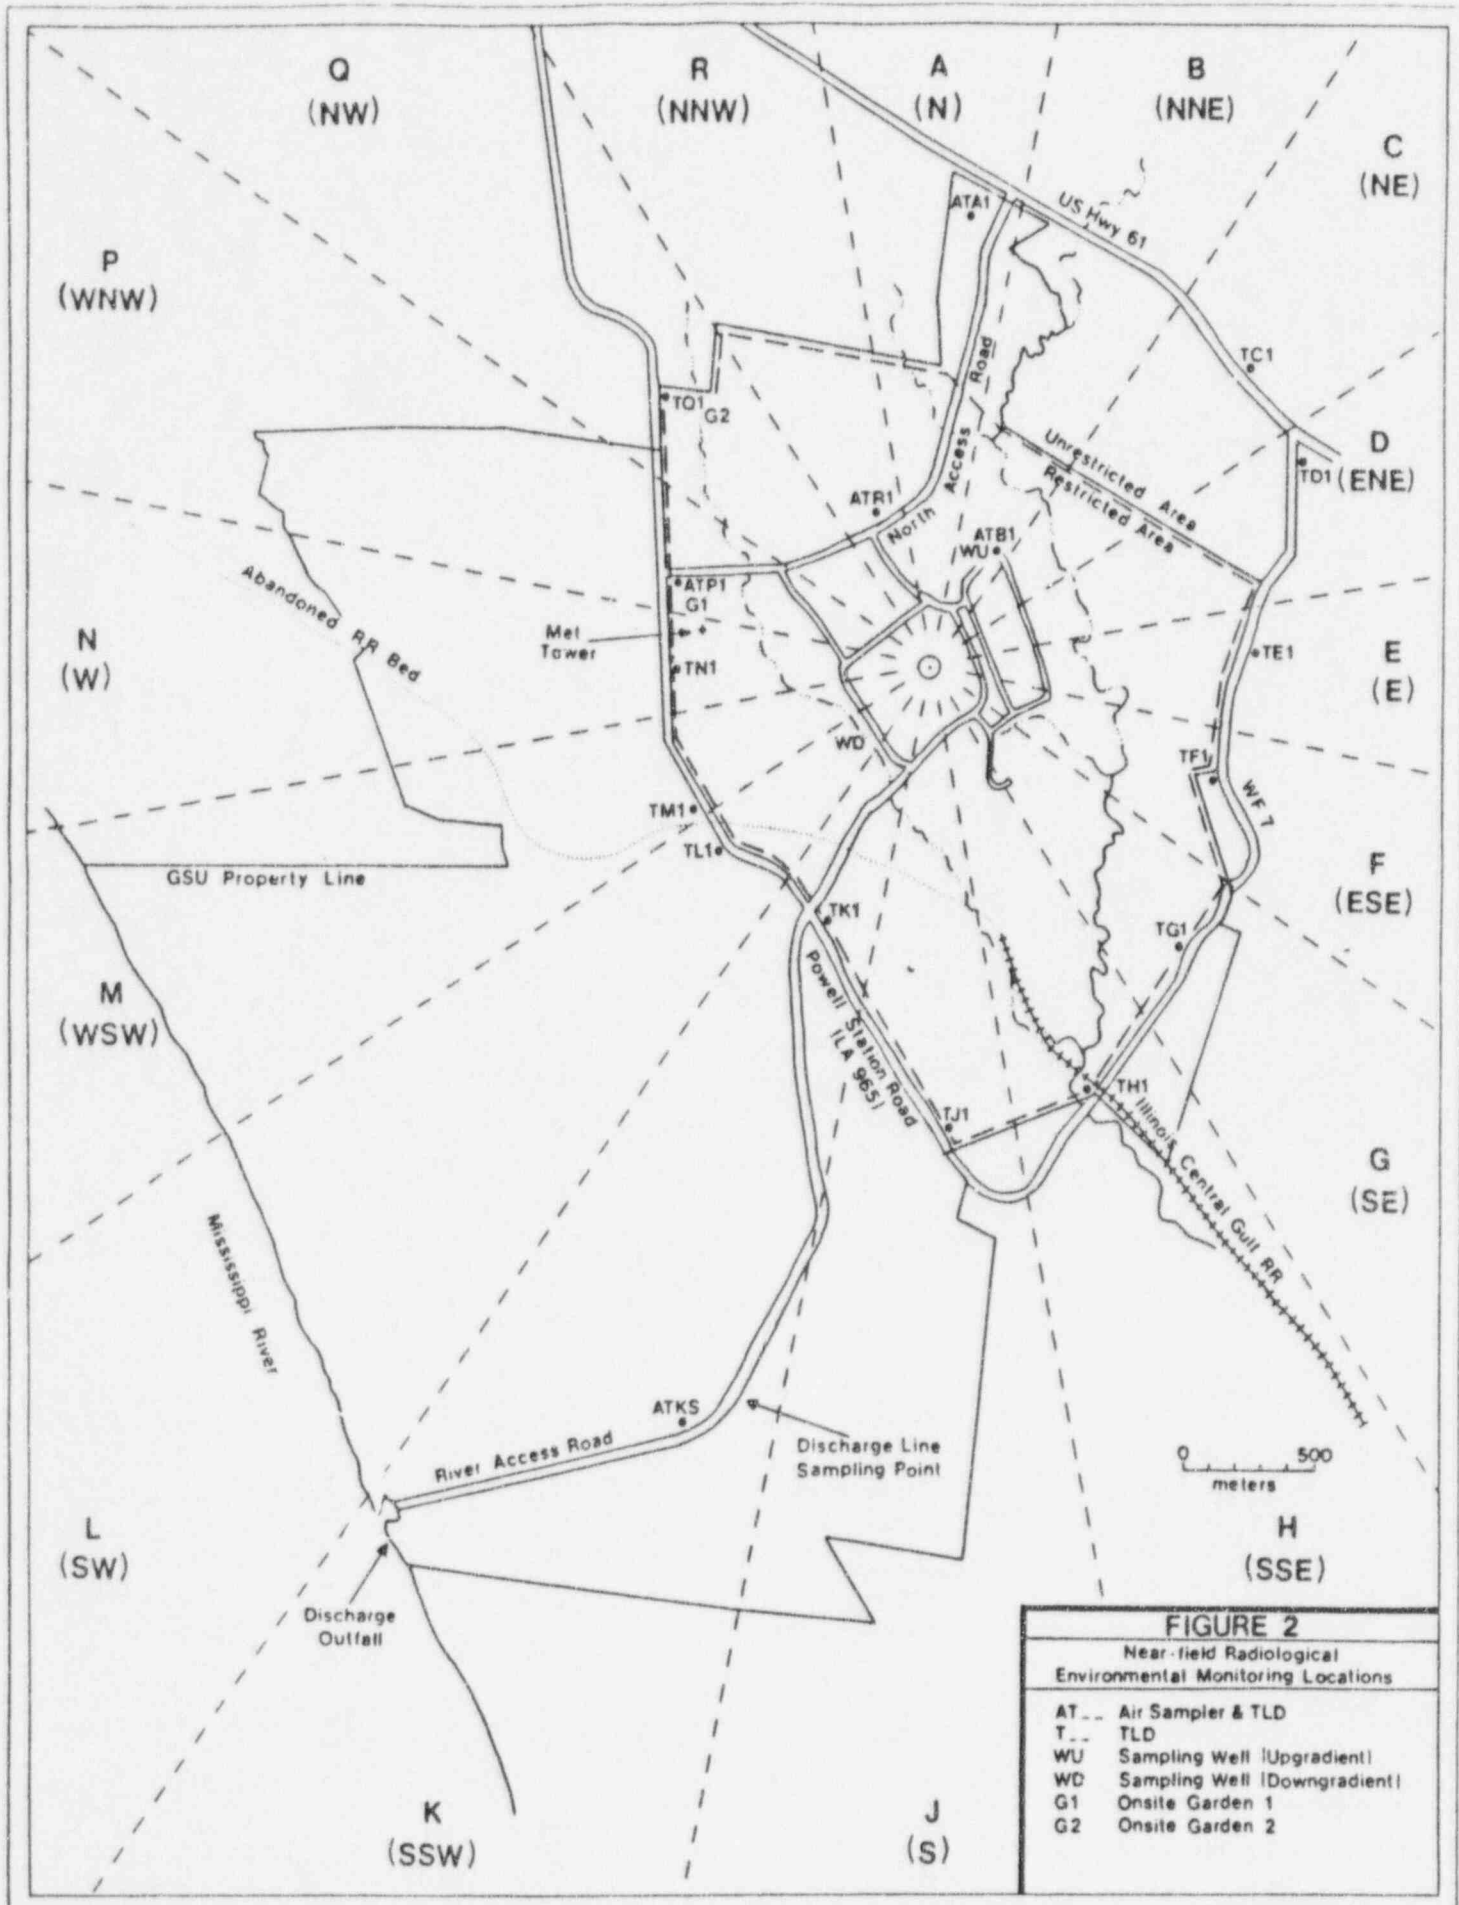 Q
(NW)
R
(NNW)
A
(N)
B
(NNE)
C
(NE)
P
(WNW)
ATA1
US Hwy 61
TC1
Road
Access
North
TQ1
G2
D
(ENE)
TD1
Unrestricted Area
Restricted Area
ATR1
ATB1
WU
ATP1
G1
Met
Tower
Abandoned RR Bed
N
(W)
TN1
TE1
E
(E)
WD
TF1
WF 7
TM1
TL1
GSU Property Line
F
(ESE)
TK1
TG1
Powell Station Road
(LA 965)
M
(WSW)
TH1
TJ1
Illinois Central Gulf RR
G
(SE)
Mississippi River
ATKS
River Access Road
Discharge Line
Sampling Point
0 500
meters
L
(SW)
H
(SSE)
Discharge
Outfall
K
(SSW)
J
(S)
FIGURE 2
Near-field Radiological
Environmental Monitoring Locations
AT_ _ Air Sampler & TLD
T_ _ TLD
WU Sampling Well (Upgradient)
WD Sampling Well (Downgradient)
G1 Onsite Garden 1
G2 Onsite Garden 2